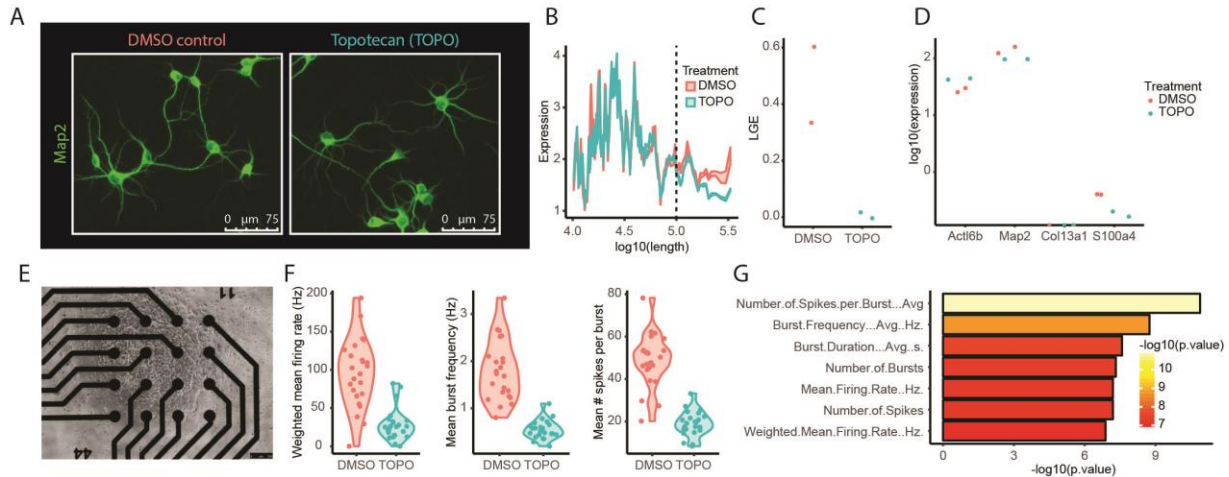 A
DMSO control
Topotecan (TOPO)
Map2
0 µm 75
0 µm 75
B
Expression
4
3
2
1
4.0 4.5 5.0 5.5
log10(length)
Treatment
DMSO
TOPO
C
LGE
0.6
0.4
0.2
0.0
DMSO TOPO
D
log10(expression)
2
1
0
Actl6b Map2 Col13a1 S100a4
Treatment
DMSO
TOPO
E
11
44
F
Weighted mean firing rate (Hz)
200
150
100
50
0
DMSO TOPO
Mean burst frequency (Hz)
3
2
1
0
DMSO TOPO
Mean # spikes per burst
80
60
40
20
DMSO TOPO
G
Number.of.Spikes.per.Burst...Avg
Burst.Frequency...Avg..Hz.
Burst.Duration...Avg..s.
Number.of.Bursts
Mean.Firing.Rate..Hz.
Number.of.Spikes
Weighted.Mean.Firing.Rate..Hz.
0 3 6 9
-log10(p.value)
-log10(p.value)
10
9
8
7